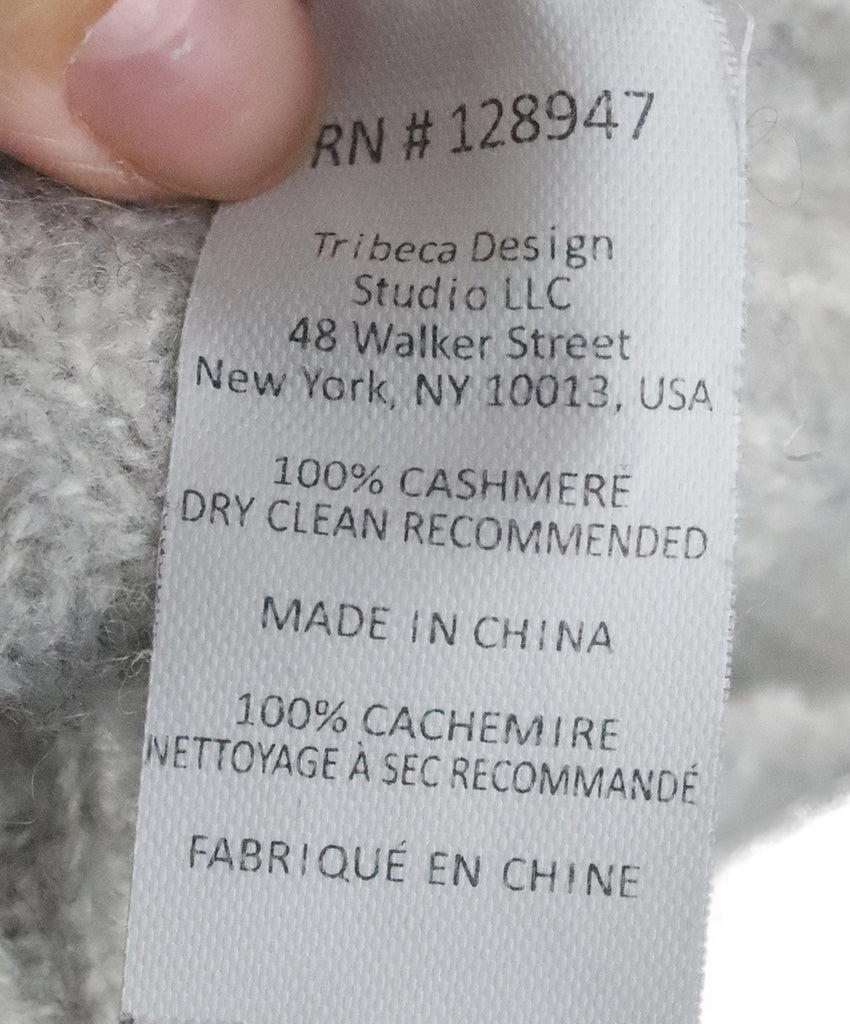 RN # 128947
Tribeca Design
Studio LLC
48 Walker Street
New York, NY 10013, USA
100% CASHMERE
DRY CLEAN RECOMMENDED
MADE IN CHINA
100% CACHEMIRE
NETTOYAGE À SEC RECOMMANDÉ
FABRIQUÉ EN CHINE